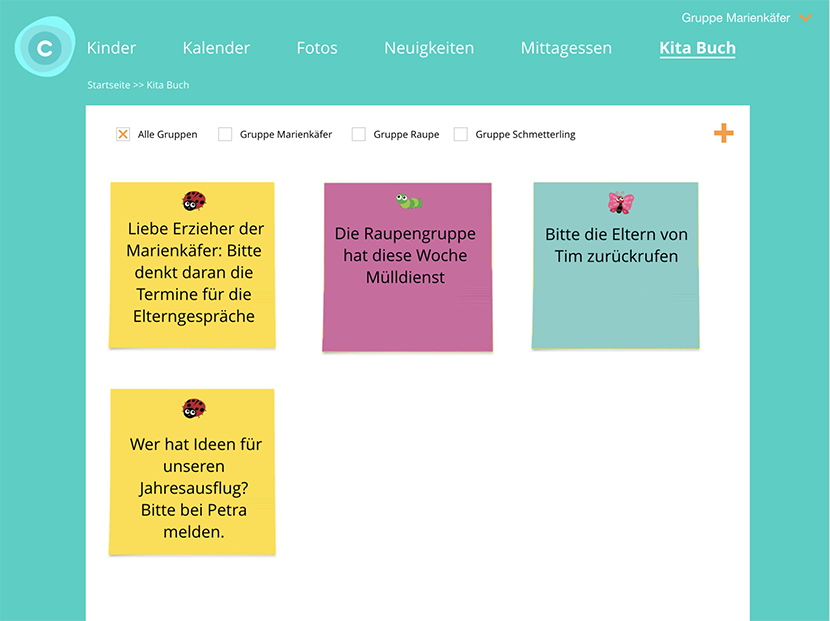 Gruppe Marienkäfer
C
Kinder Kalender Fotos Neuigkeiten Mittagessen Kita Buch
Startseite >> Kita Buch
Alle Gruppen Gruppe Marienkäfer Gruppe Raupe Gruppe Schmetterling
Liebe Erzieher der
Marienkäfer: Bitte
denkt daran die
Termine für die
Elterngespräche
Die Raupengruppe
hat diese Woche
Mülldienst
Bitte die Eltern von
Tim zurückrufen
Wer hat Ideen für
unseren
Jahresausflug?
Bitte bei Petra
melden.